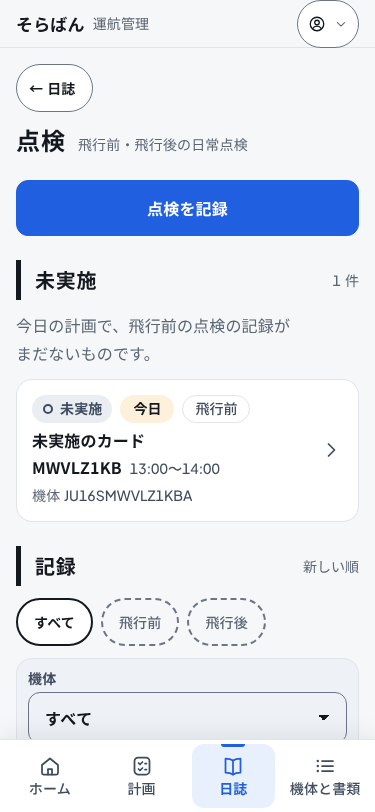 そらばん 運航管理
← 日誌
点検 飛行前・飛行後の日常点検
点検を記録
未実施 1 件
今日の計画で、飛行前の点検の記録が
まだないものです。
未実施 今日 飛行前
未実施のカード
MWVLZ1KB 13:00〜14:00
機体 JU16SMWVLZ1KBA
記録 新しい順
すべて 飛行前 飛行後
機体
すべて
ホーム 計画 日誌 機体と書類